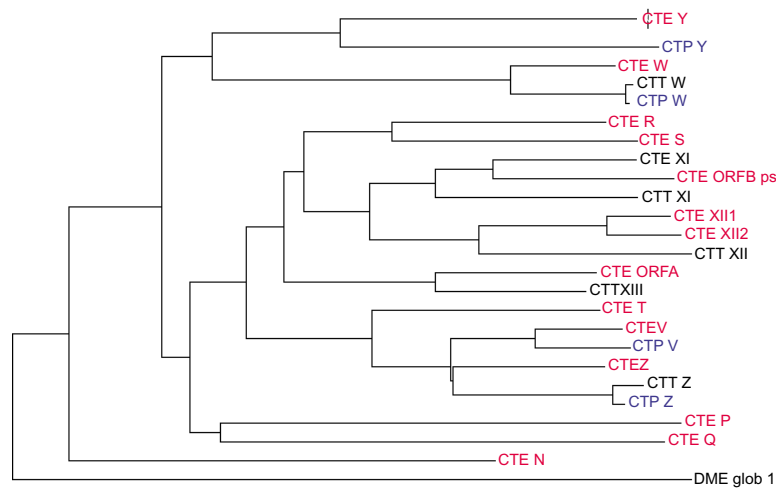 CTE Y
CTP Y
CTE W
CTT W
CTP W
CTE R
CTE S
CTE XI
CTE ORFB ps
CTT XI
CTE XII1
CTE XII2
CTT XII
CTE ORFA
CTTXIII
CTE T
CTEV
CTP V
CTEZ
CTT Z
CTP Z
CTE P
CTE Q
CTE N
DME glob 1